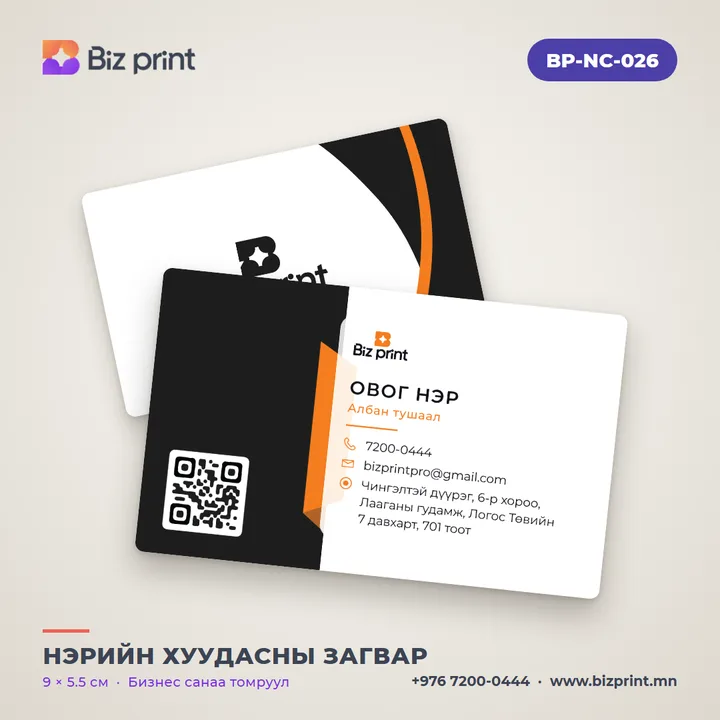 Biz print
BP-NC-026
Biz print
ОВОГ НЭР
Албан тушаал
7200-0444
bizprintpro@gmail.com
Чингэлтэй дүүрэг, 6-р хороо,
Лааганы гудамж, Логос Төвийн
7 давхарт, 701 тоот
НЭРИЙН ХУУДАСНЫ ЗАГВАР
9 × 5.5 см · Бизнес санаа томруул
+976 7200-0444 · www.bizprint.mn